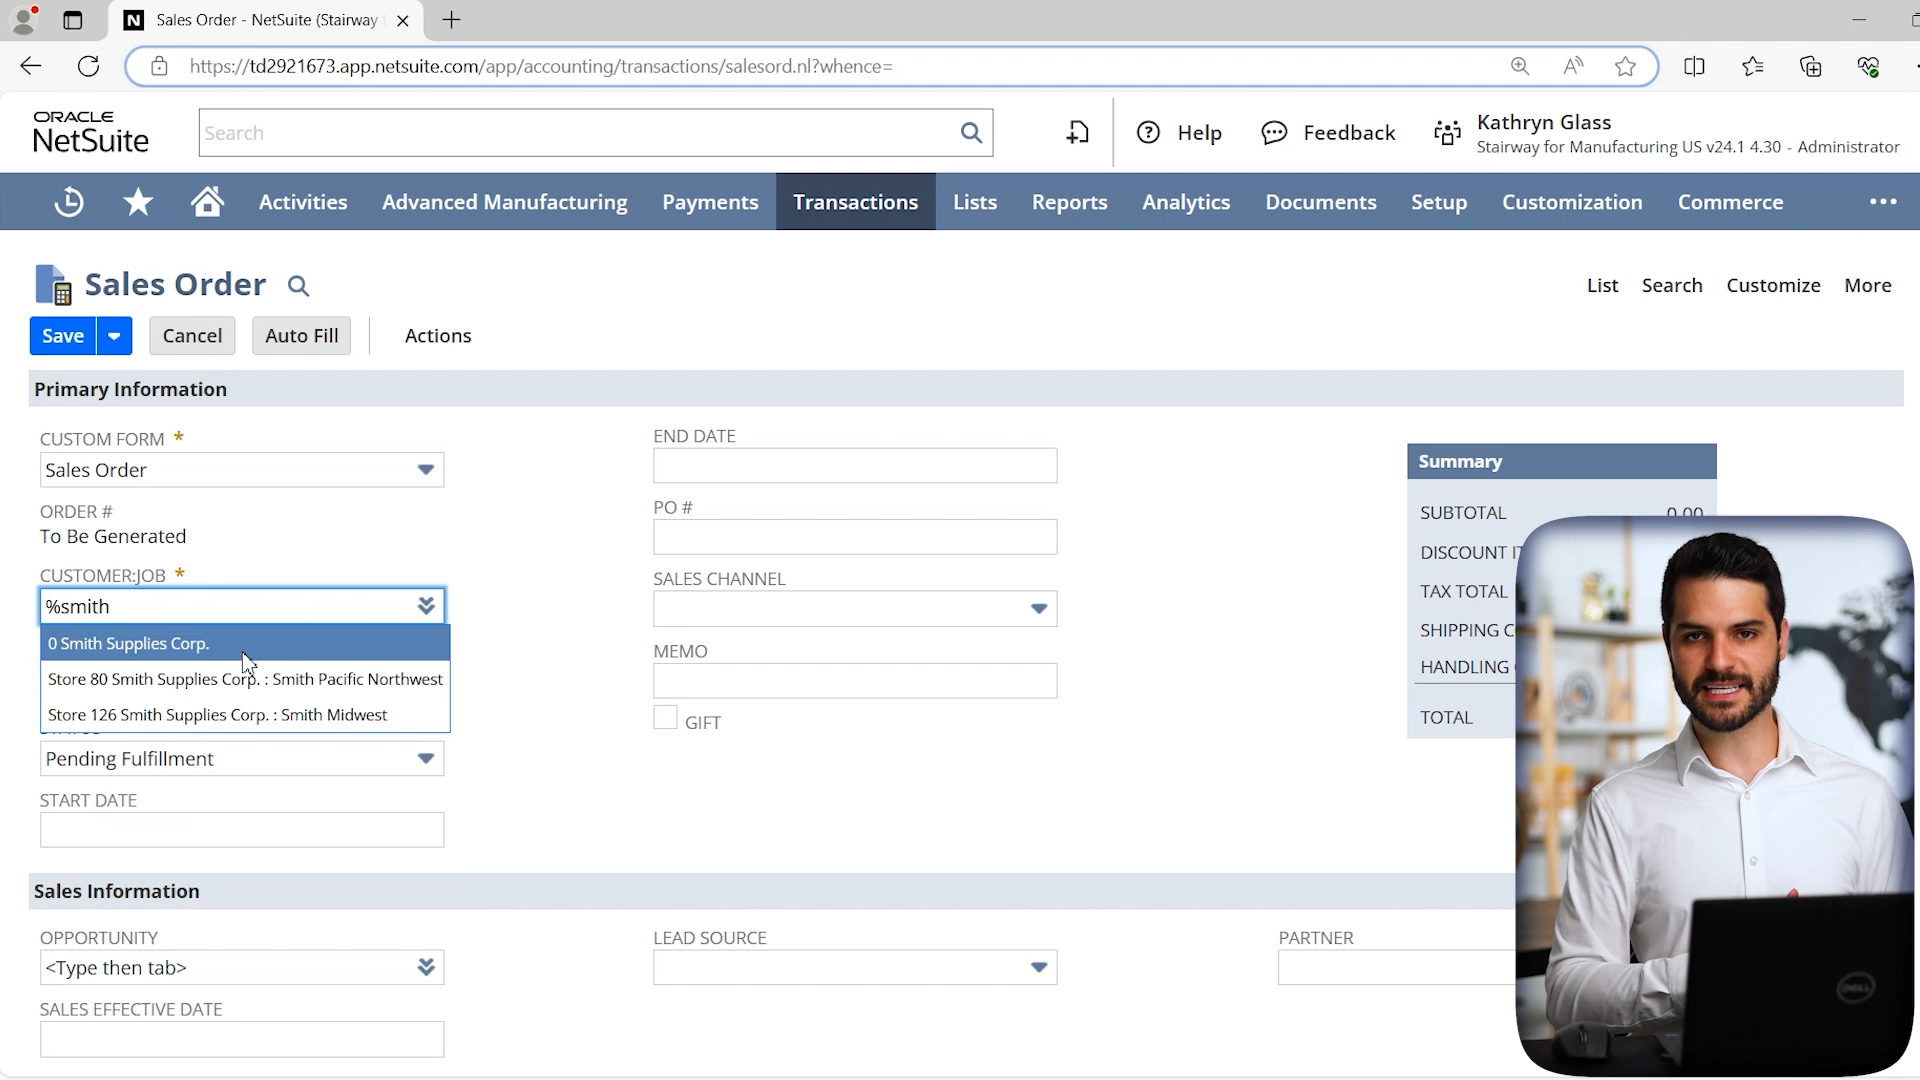 Sales Order - NetSuite (Stairway
https://td2921673.app.netsuite.com/app/accounting/transactions/salesord.nl?whence=
ORACLE
NetSuite
Search
Help
Feedback
Kathryn Glass
Stairway for Manufacturing US v24.1 4.30 - Administrator
Activities
Advanced Manufacturing
Payments
Transactions
Lists
Reports
Analytics
Documents
Setup
Customization
Commerce
Sales Order
List
Search
Customize
More
Save
Cancel
Auto Fill
Actions
Primary Information
CUSTOM FORM *
Sales Order
ORDER #
To Be Generated
CUSTOMER:JOB *
%smith
0 Smith Supplies Corp.
Store 80 Smith Supplies Corp. : Smith Pacific Northwest
Store 126 Smith Supplies Corp. : Smith Midwest
Pending Fulfillment
START DATE
END DATE
PO #
SALES CHANNEL
MEMO
GIFT
Summary
SUBTOTAL 0.00
DISCOUNT
TAX TOTAL
SHIPPING
HANDLING
TOTAL
Sales Information
OPPORTUNITY
<Type then tab>
SALES EFFECTIVE DATE
LEAD SOURCE
PARTNER
DELL